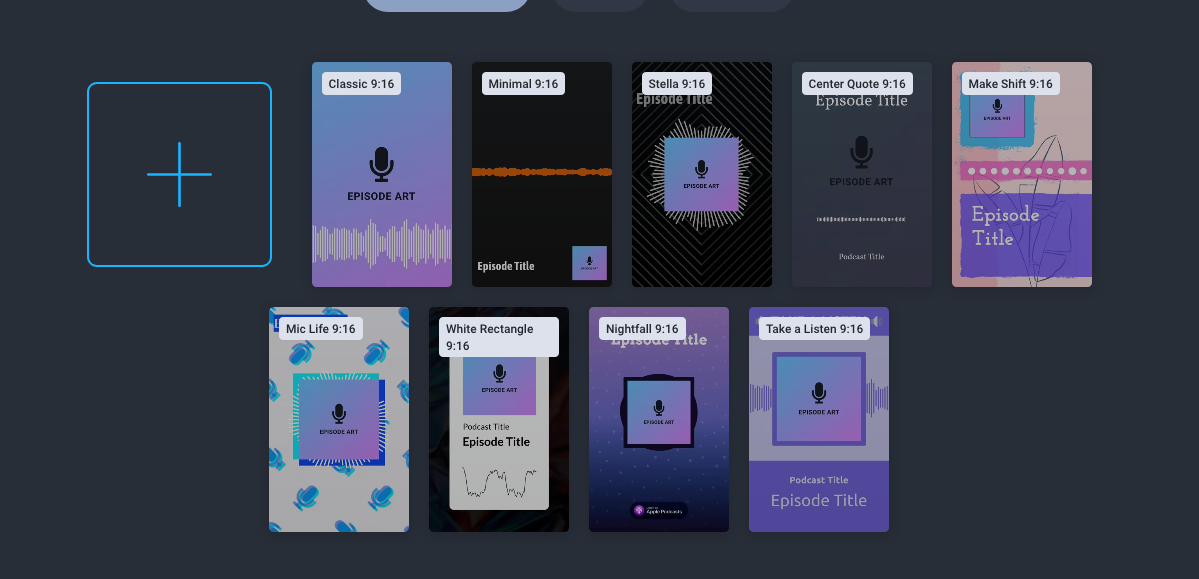 Classic 9:16
EPISODE ART
Minimal 9:16
Episode Title
EPISODE ART
Stella 9:16
Episode Title
EPISODE ART
Center Quote 9:16
Episode Title
EPISODE ART
Podcast Title
Make Shift 9:16
EPISODE ART
Episode
Title
Mic Life 9:16
EPISODE ART
White Rectangle
9:16
EPISODE ART
Podcast Title
Episode Title
Nightfall 9:16
Episode Title
EPISODE ART
Apple Podcasts
Take a Listen 9:16
EPISODE ART
Podcast Title
Episode Title